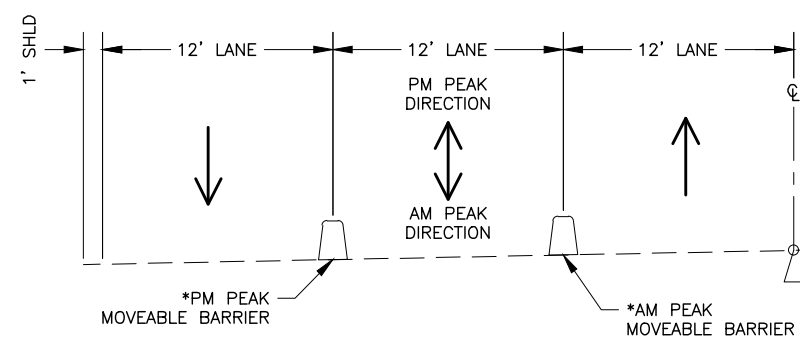 1' SHLD
12' LANE
12' LANE
12' LANE
PM PEAK
DIRECTION
℄
AM PEAK
DIRECTION
*PM PEAK
MOVEABLE BARRIER
*AM PEAK
MOVEABLE BARRIER